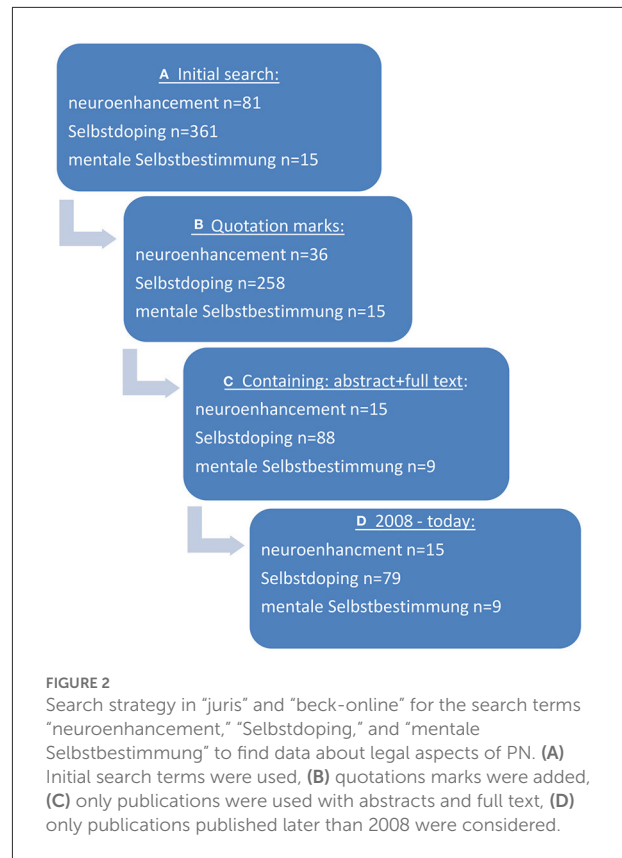 A Initial search:
neuroenhancement n=81
Selbstdoping n=361
mentale Selbstbestimmung n=15
B Quotation marks:
neuroenhancement n=36
Selbstdoping n=258
mentale Selbstbestimmung n=15
C Containing: abstract+full text:
neuroenhancement n=15
Selbstdoping n=88
mentale Selbstbestimmung n=9
D 2008 - today:
neuroenhancment n=15
Selbstdoping n=79
mentale Selbstbestimmung n=9
FIGURE 2
Search strategy in “juris” and “beck-online” for the search terms
“neuroenhancement,” “Selbstdoping,” and “mentale
Selbstbestimmung” to find data about legal aspects of PN. (A)
Initial search terms were used, (B) quotations marks were added,
(C) only publications were used with abstracts and full text, (D)
only publications published later than 2008 were considered.